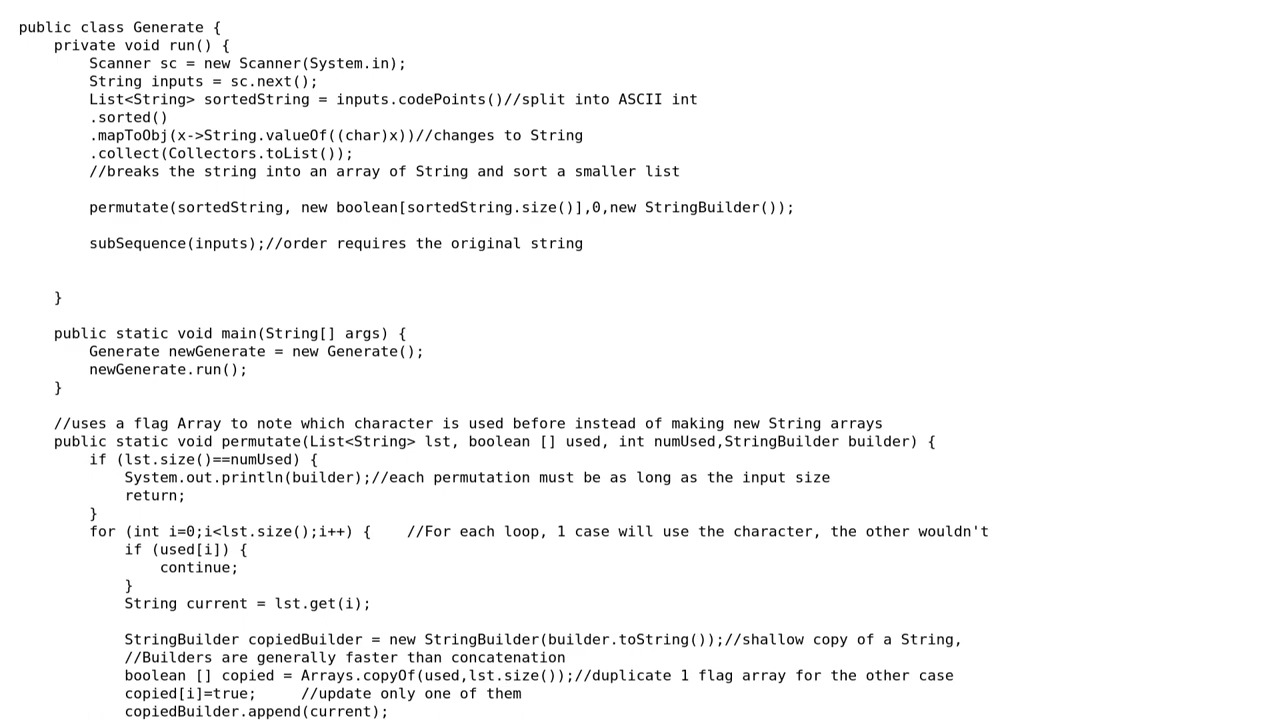 public class Generate {
    private void run() {
        Scanner sc = new Scanner(System.in);
        String inputs = sc.next();
        List<String> sortedString = inputs.codePoints()//split into ASCII int
        .sorted()
        .mapToObj(x->String.valueOf((char)x))//changes to String
        .collect(Collectors.toList());
        //breaks the string into an array of String and sort a smaller list

        permutate(sortedString, new boolean[sortedString.size()],0,new StringBuilder());

        subSequence(inputs);//order requires the original string


    }

    public static void main(String[] args) {
        Generate newGenerate = new Generate();
        newGenerate.run();
    }

    //uses a flag Array to note which character is used before instead of making new String arrays
    public static void permutate(List<String> lst, boolean [] used, int numUsed,StringBuilder builder) {
        if (lst.size()==numUsed) {
            System.out.println(builder);//each permutation must be as long as the input size
            return;
        }
        for (int i=0;i<lst.size();i++) {    //For each loop, 1 case will use the character, the other wouldn't
            if (used[i]) {
                continue;
            }
            String current = lst.get(i);

            StringBuilder copiedBuilder = new StringBuilder(builder.toString());//shallow copy of a String,
            //Builders are generally faster than concatenation
            boolean [] copied = Arrays.copyOf(used,lst.size());//duplicate 1 flag array for the other case
            copied[i]=true;     //update only one of them
            copiedBuilder.append(current);